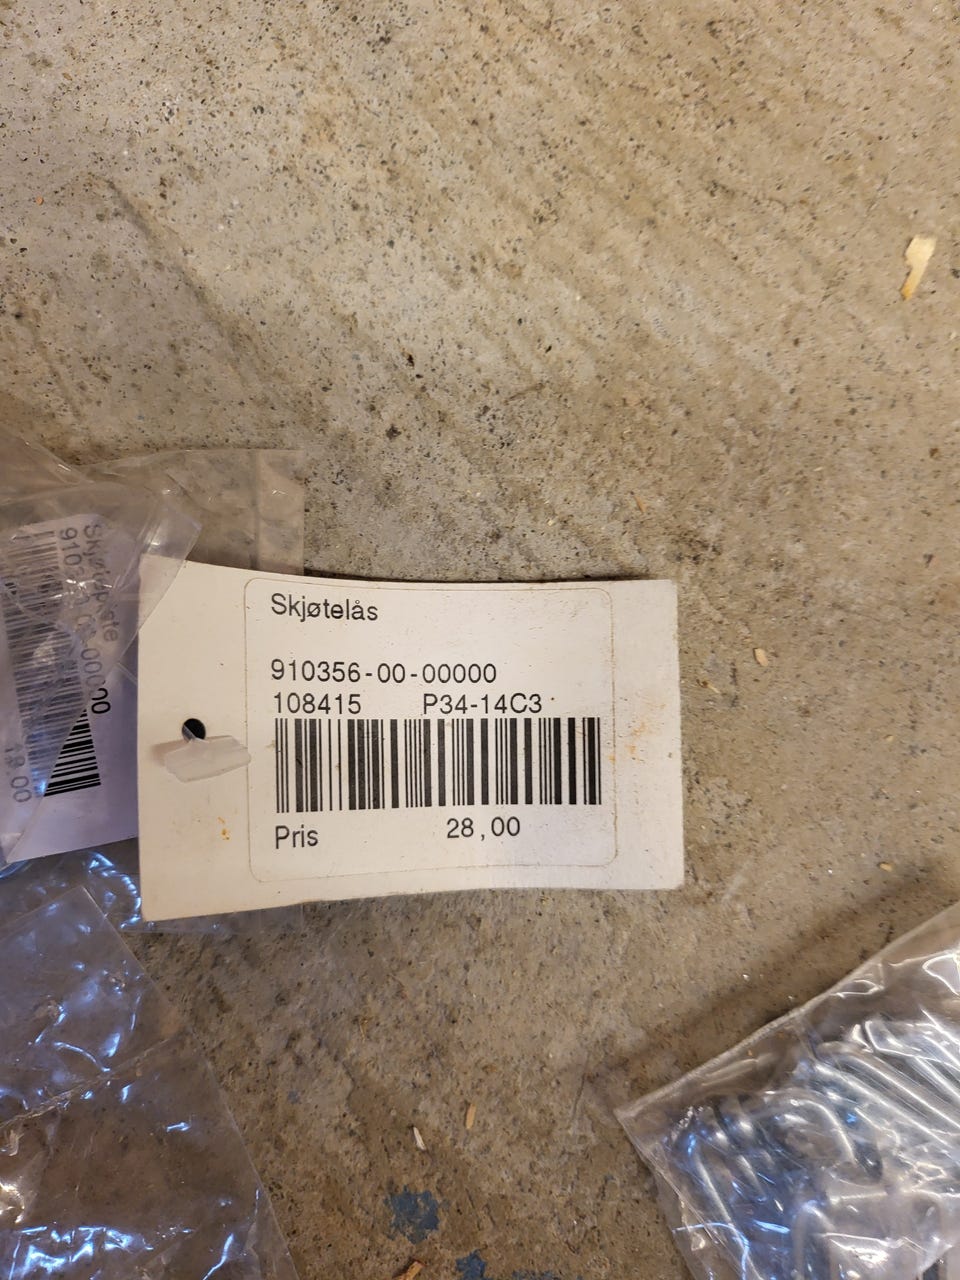 Skjøtelås
910356-00-00000
108415 P34-14C3
Pris 28,00